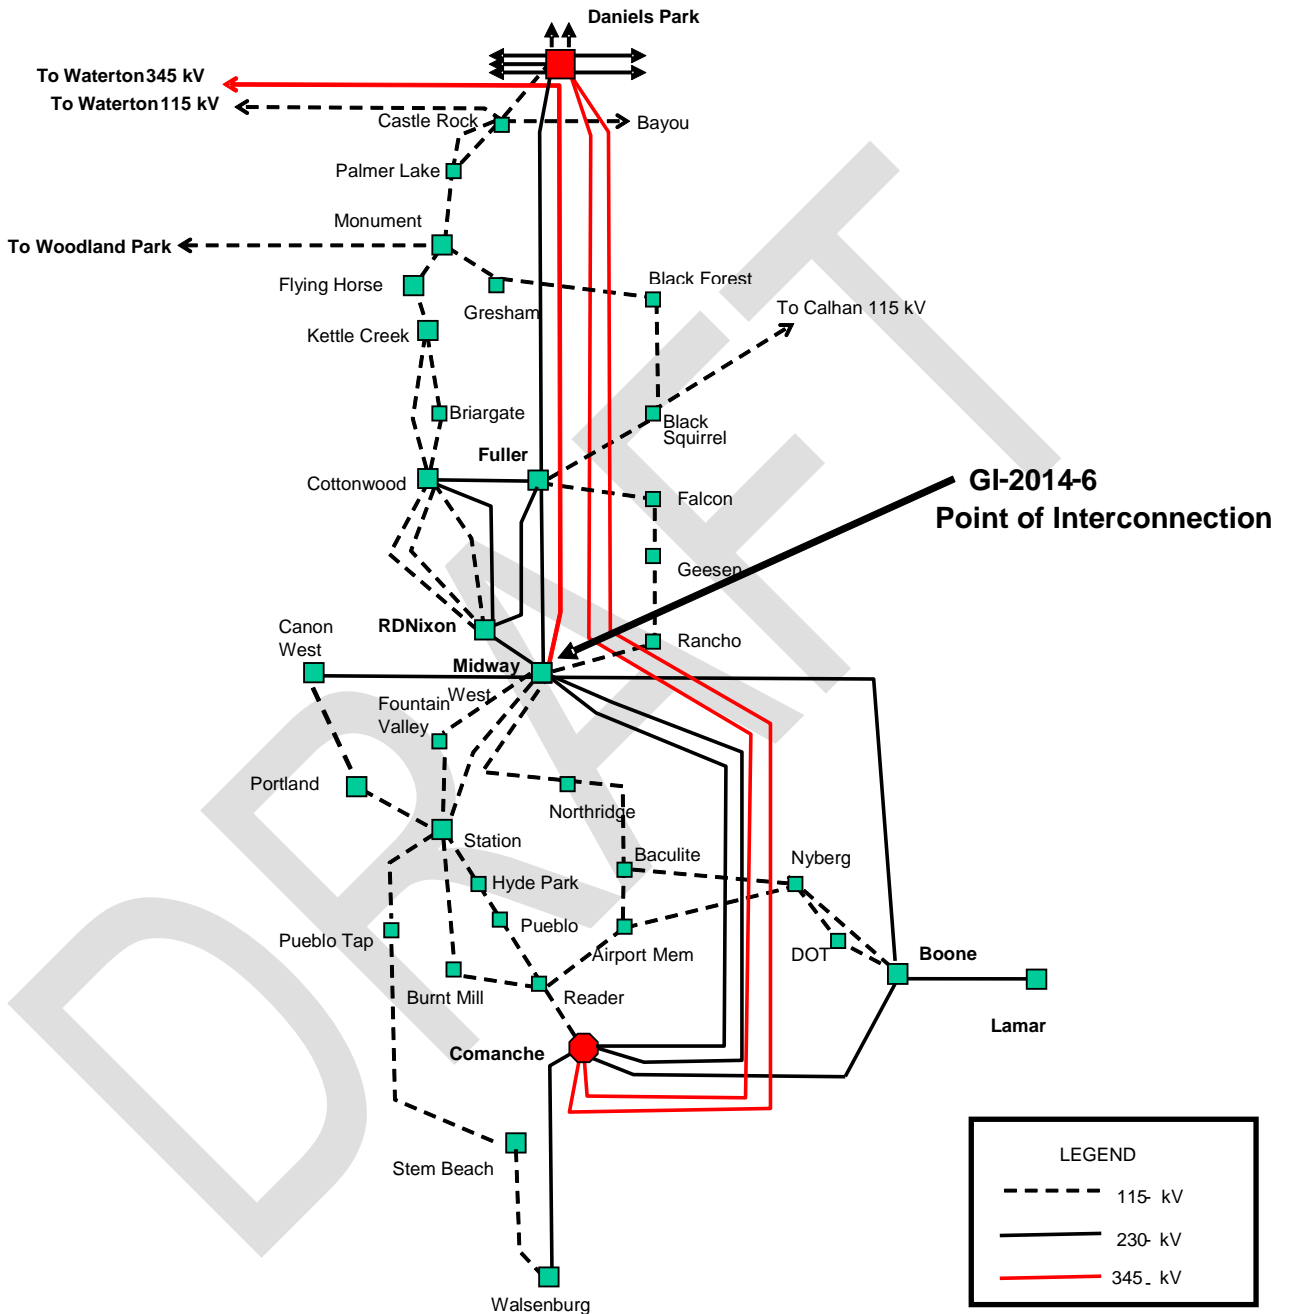 Daniels Park
To Waterton 345 kV
To Waterton 115 kV
Castle Rock
Bayou
Palmer Lake
Monument
To Woodland Park
Flying Horse
Gresham
Black Forest
To Calhan 115 kV
Kettle Creek
Briargate
Black
Squirrel
Fuller
Cottonwood
Falcon
GI-2014-6
Point of Interconnection
Geesen
RDNixon
Rancho
Canon
West
Midway
West
Fountain
Valley
Portland
Northridge
Station
Baculite
Nyberg
Hyde Park
Pueblo
Pueblo Tap
Airport Mem
DOT
Boone
Burnt Mill
Reader
Lamar
Comanche
Stem Beach
Walsenburg
LEGEND
115- kV
230- kV
345- kV
DRAFT